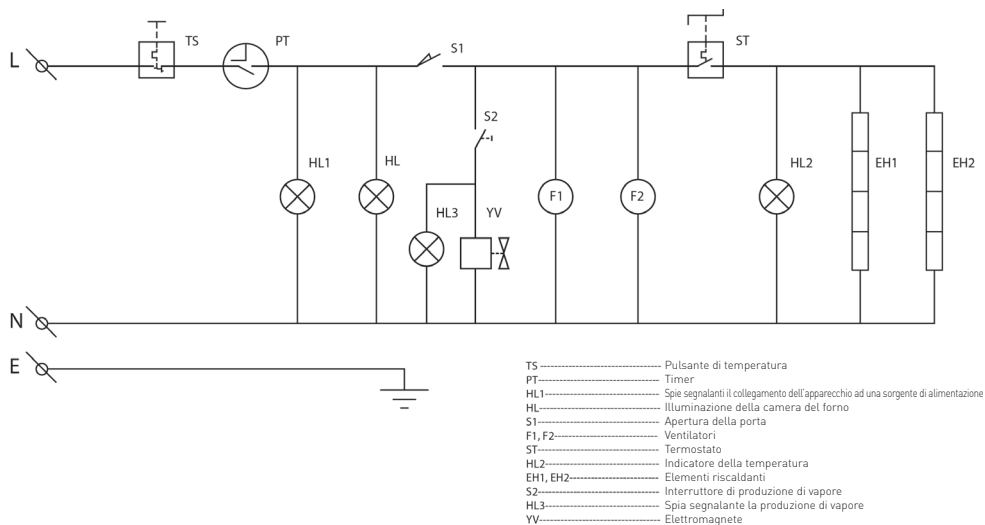 TS
PT
S1
ST
L
S2
HL1
HL
HL2
EH1
EH2
F1
F2
HL3
YV
N
E
TS Pulsante di temperatura
PT Timer
HL1 Spie segnalanti il collegamento dell'apparecchio ad una sorgente di alimentazione
HL Illuminazione della camera del forno
S1 Apertura della porta
F1, F2 Ventilatori
ST Termostato
HL2 Indicatore della temperatura
EH1, EH2 Elementi riscaldanti
S2 Interruttore di produzione di vapore
HL3 Spia segnalante la produzione di vapore
YV Elettromagnete